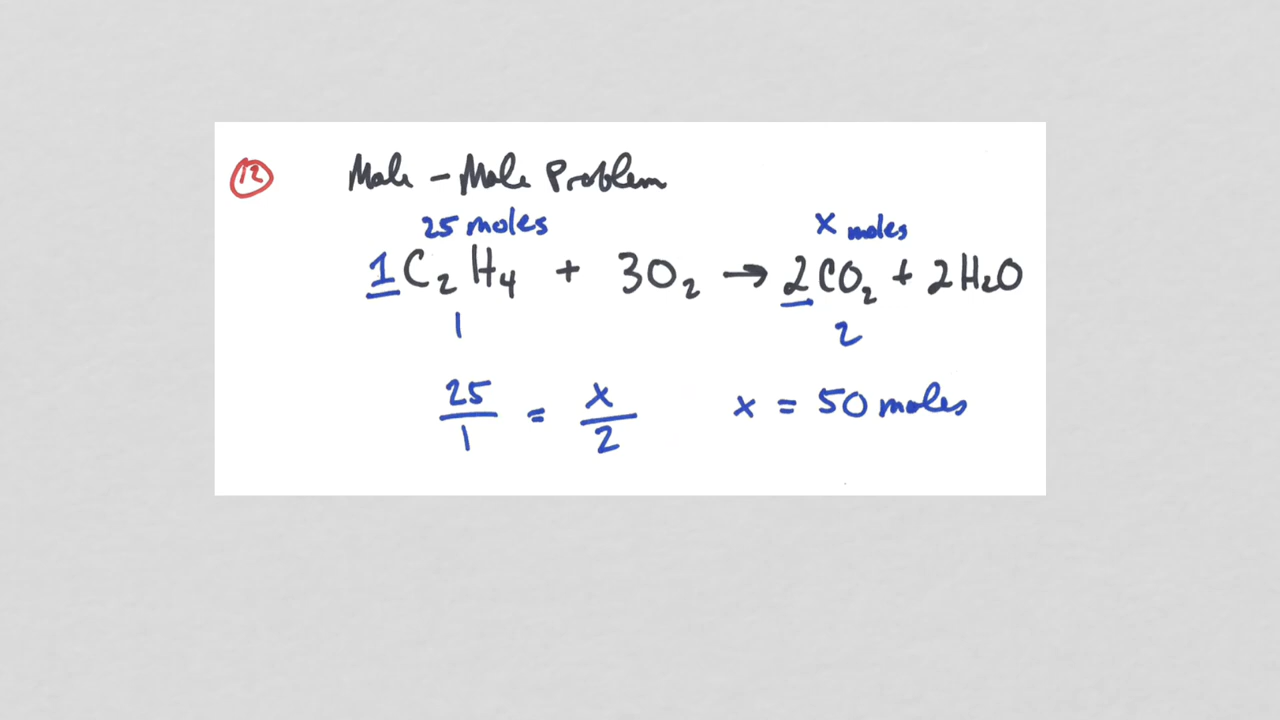 12 Mole - Mole Problem
25 moles x moles
1C₂H₄ + 3O₂ → 2CO₂ + 2H₂O
1 2
25/1 = x/2 x = 50 moles